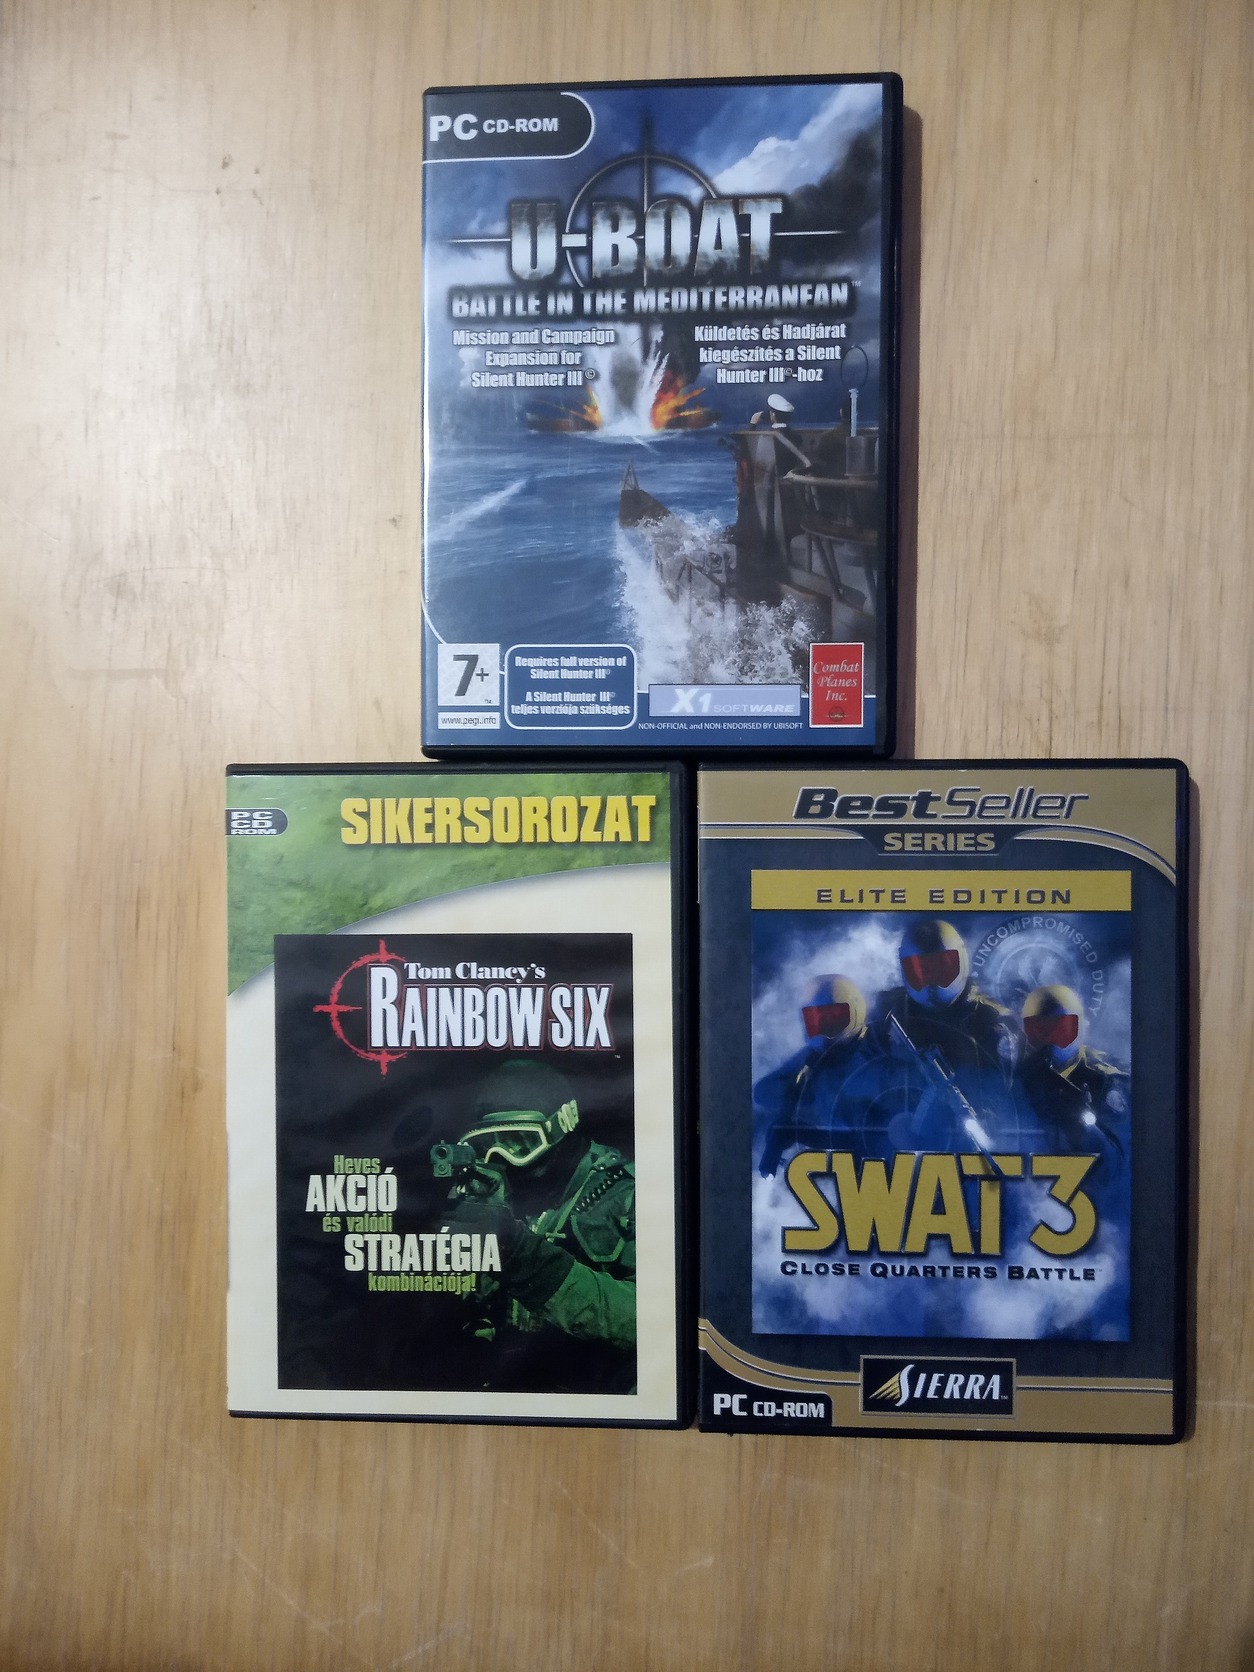 PC CD-ROM
U-BOAT
BATTLE IN THE MEDITERRANEAN™
Mission and Campaign
Expansion for
Silent Hunter III©
Küldetés és Hadjárat
kiegészítés a Silent
Hunter III©-hoz
7+
www.pegi.info
Requires full version of
Silent Hunter III©
A Silent Hunter III©
teljes verziója szükséges
X1 SOFTWARE
NON-OFFICIAL and NON-ENDORSED BY UBISOFT
Combat
Planes
Inc.
PC
CD
ROM
SIKERSOROZAT
Tom Clancy's
RAINBOW SIX™
Heves
AKCIÓ
és valódi
STRATÉGIA
kombinációja!
BestSeller
SERIES
ELITE EDITION
UNCOMPROMISED DUTY
SWAT 3
CLOSE QUARTERS BATTLE™
SIERRA™
PC CD-ROM